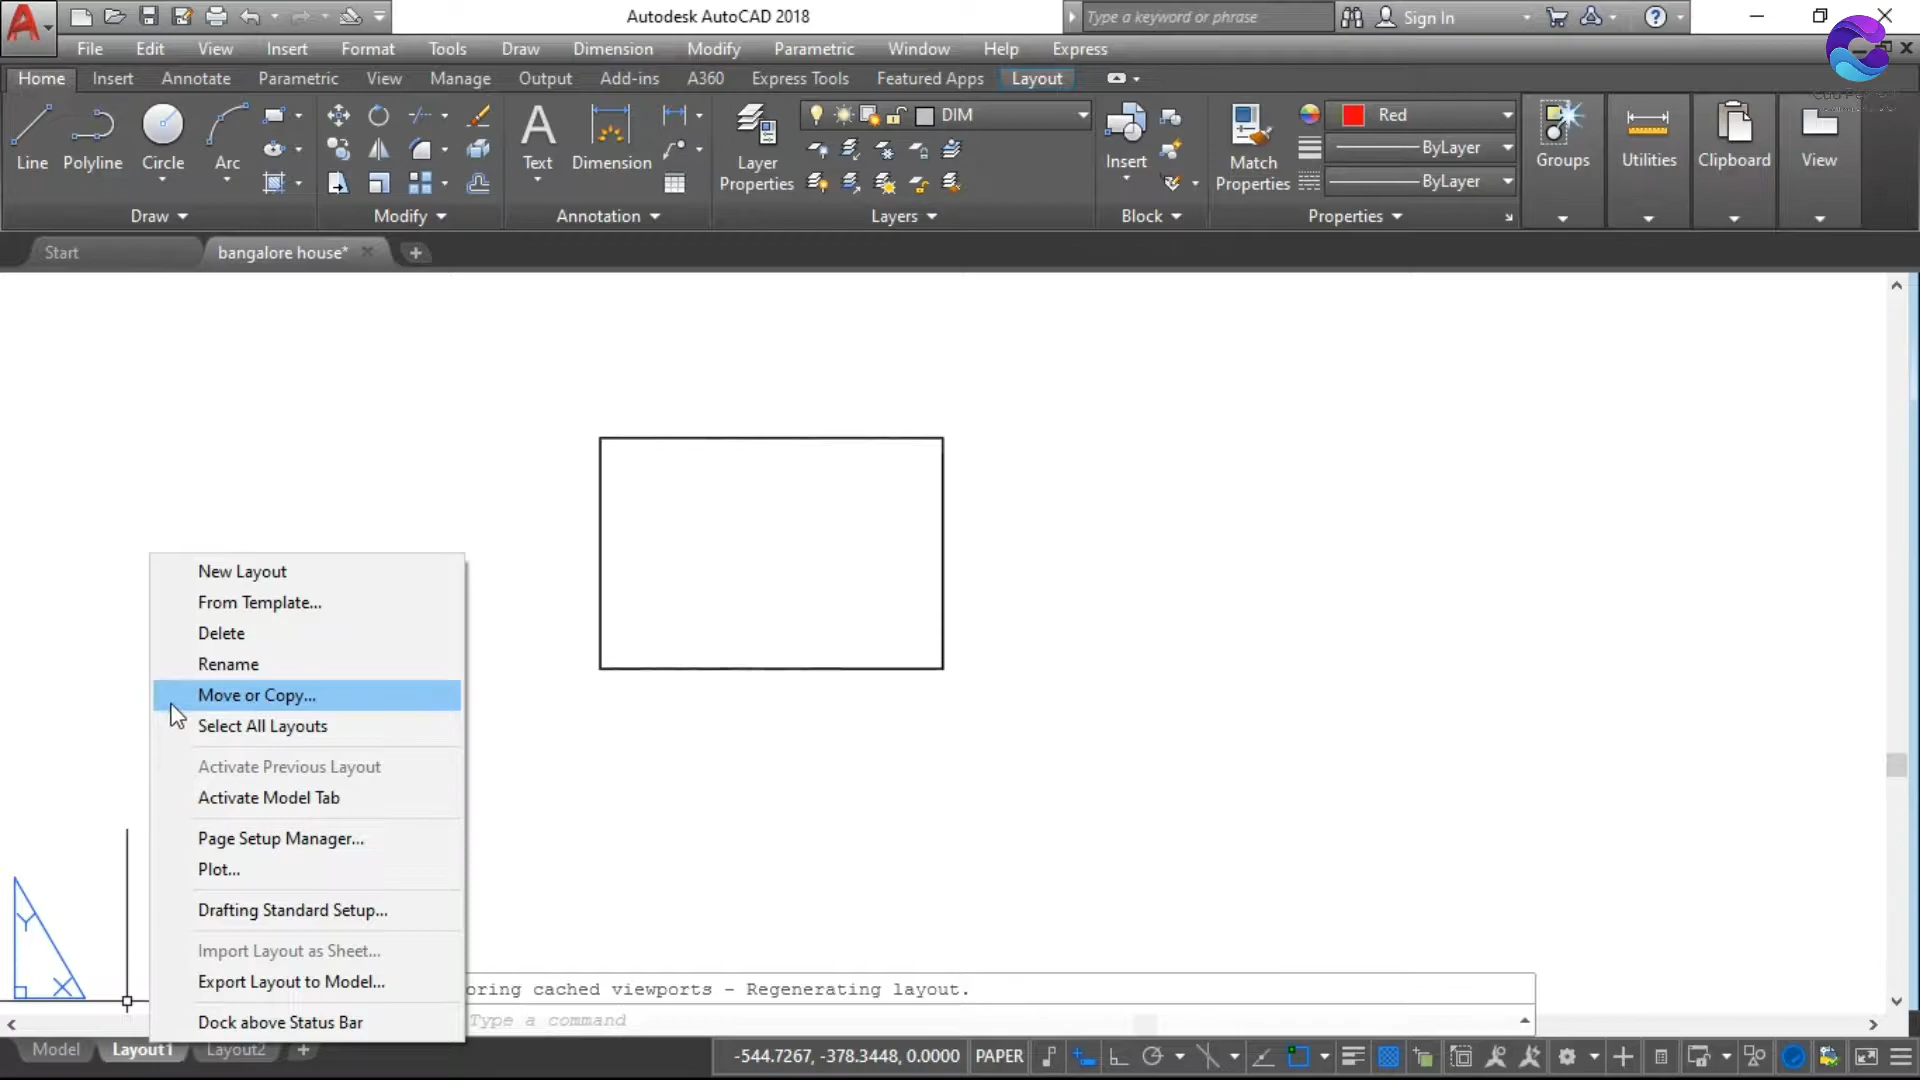 Autodesk AutoCAD 2018
Type a keyword or phrase
Sign In
File Edit View Insert Format Tools Draw Dimension Modify Parametric Window Help Express
Home Insert Annotate Parametric View Manage Output Add-ins A360 Express Tools Featured Apps Layout
DIM
Red
Line Polyline Circle Arc
Text Dimension
Layer Properties
Insert
Match Properties
ByLayer
ByLayer
Groups Utilities Clipboard View
Draw Modify Annotation Layers Block Properties
Start
bangalore house*
New Layout
From Template...
Delete
Rename
Move or Copy...
Select All Layouts
Activate Previous Layout
Activate Model Tab
Page Setup Manager...
Plot...
Drafting Standard Setup...
Import Layout as Sheet...
Export Layout to Model...
Dock above Status Bar
Y
X
oring cached viewports - Regenerating layout.
Type a command
Model Layout1 Layout2
-544.7267, -378.3448, 0.0000 PAPER